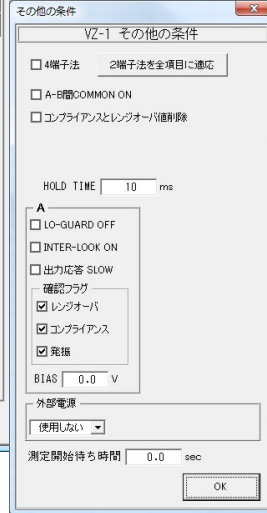 その他の条件
VZ-1 その他の条件
4端子法 2端子法を全項目に適応
A-B間COMMON ON
コンプライアンスとレンジオーバ値削除
HOLD TIME 10 ms
A
LO-GUARD OFF
INTER-LOOK ON
出力応答 SLOW
確認フラグ
レンジオーバ
コンプライアンス
発振
BIAS 0.0 V
外部電源
使用しない
測定開始待ち時間 0.0 sec
OK